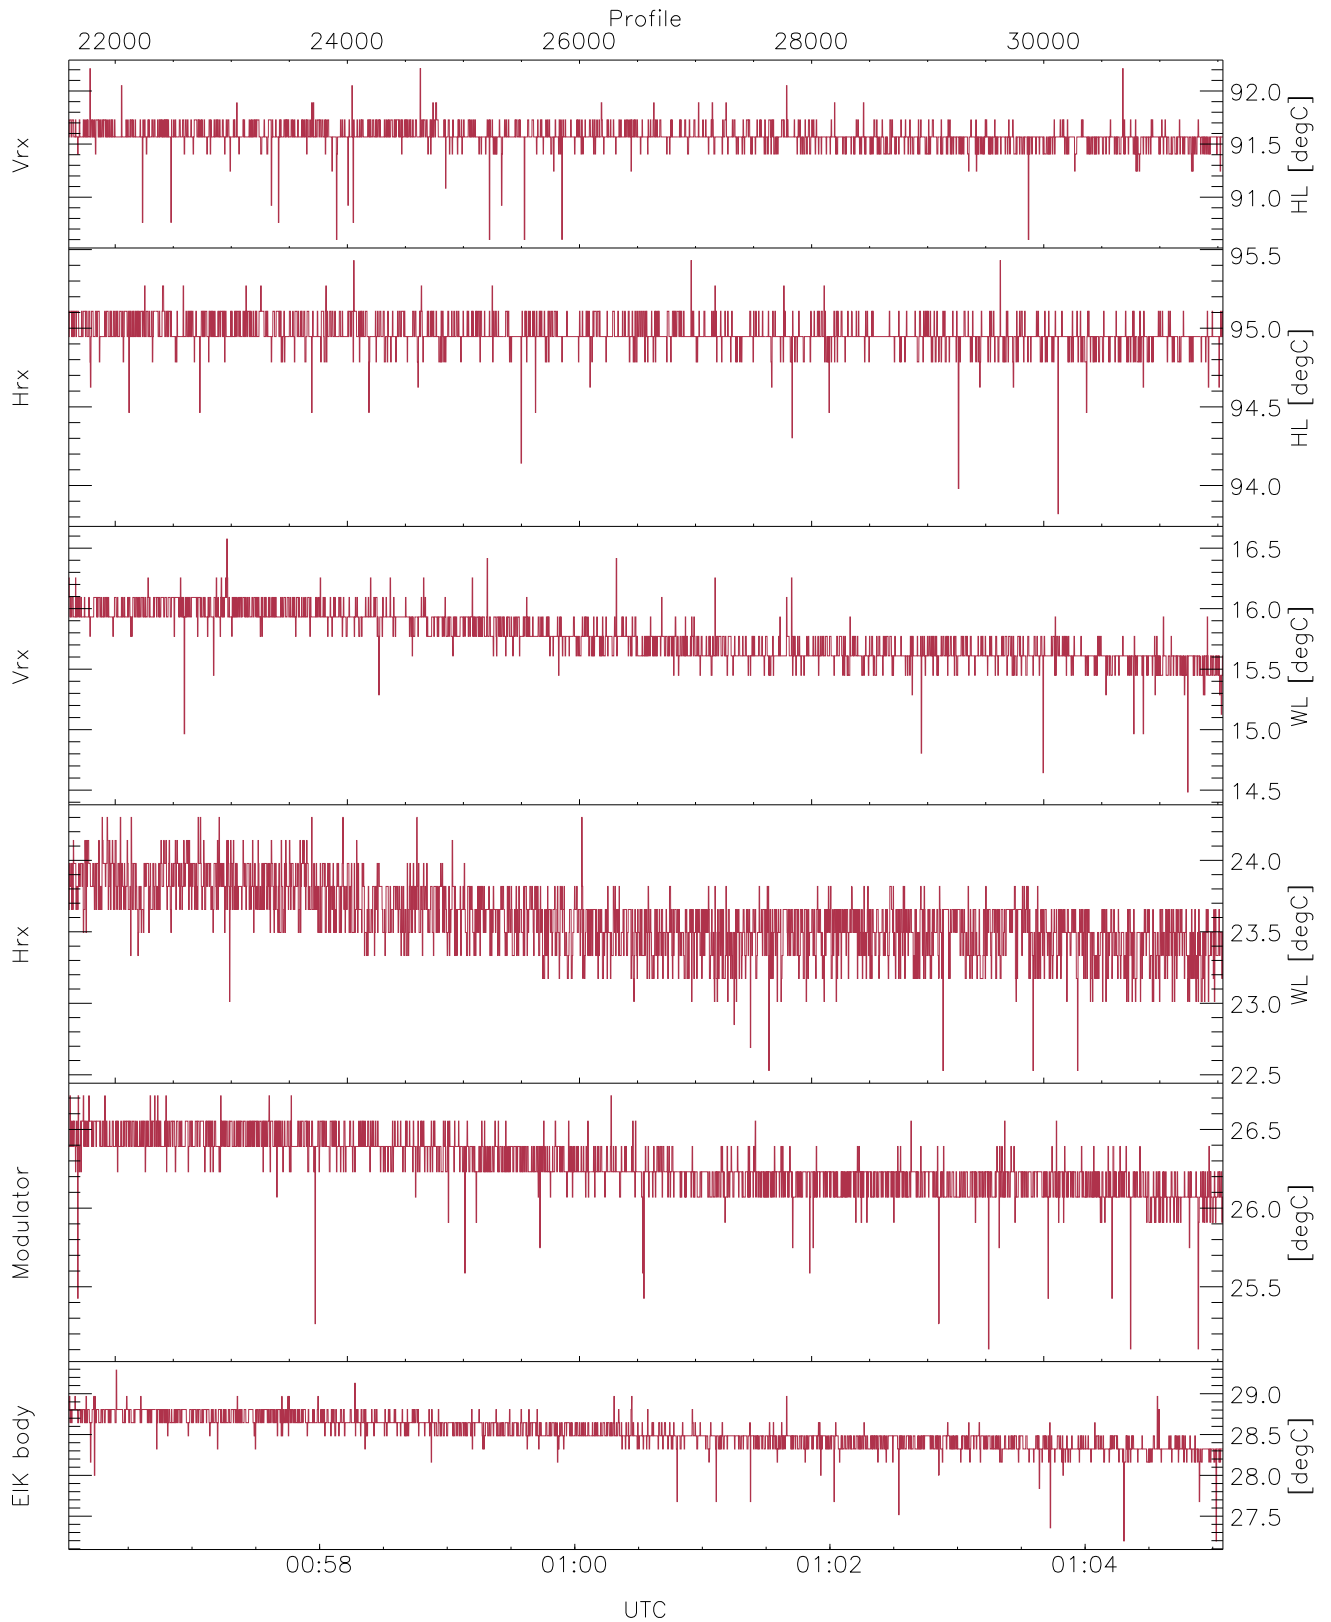 Profile
22000 24000 26000 28000 30000
Vrx
92.0
91.5
91.0
HL [degC]
Hrx
95.5
95.0
94.5
94.0
HL [degC]
Vrx
16.5
16.0
15.5
15.0
14.5
WL [degC]
Hrx
24.0
23.5
23.0
22.5
WL [degC]
Modulator
26.5
26.0
25.5
[degC]
EIK body
29.0
28.5
28.0
27.5
[degC]
00:58 01:00 01:02 01:04
UTC